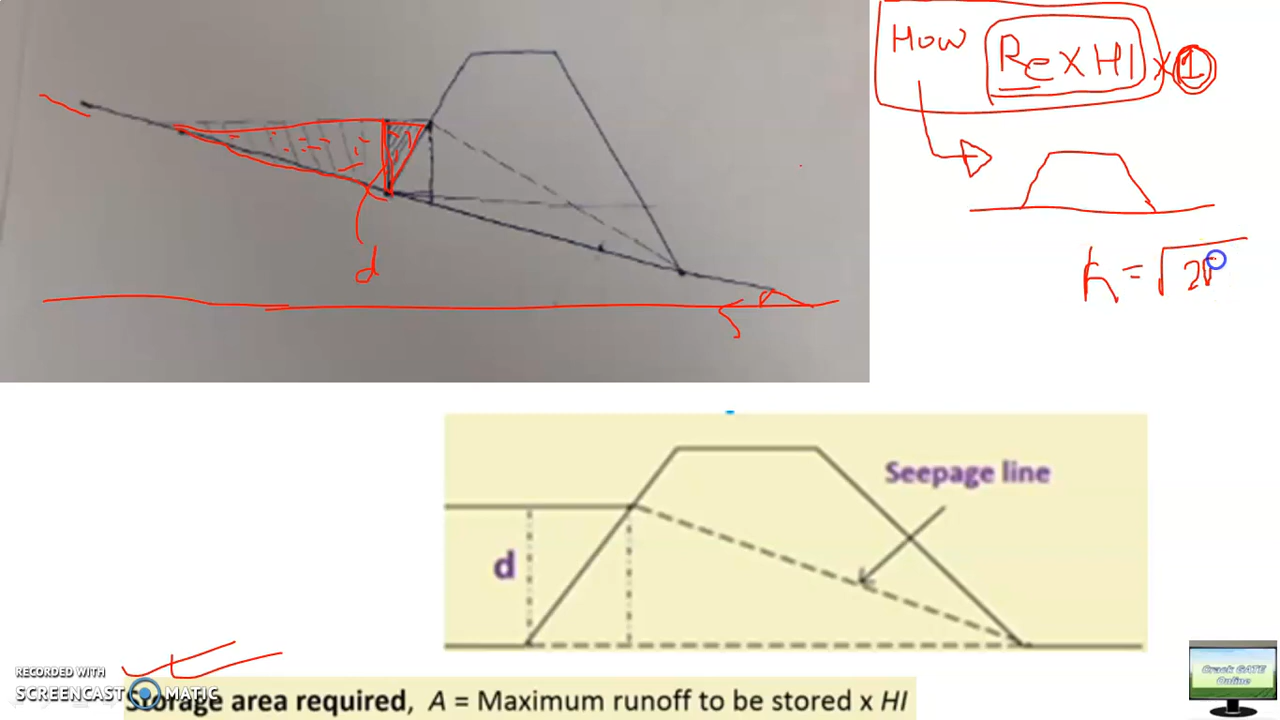 How
Re x HI x 1
d
h = √2
Seepage line
d
RECORDED WITH
SCREENCAST MATIC
Storage area required, A = Maximum runoff to be stored x HI
Crack GATE
Online